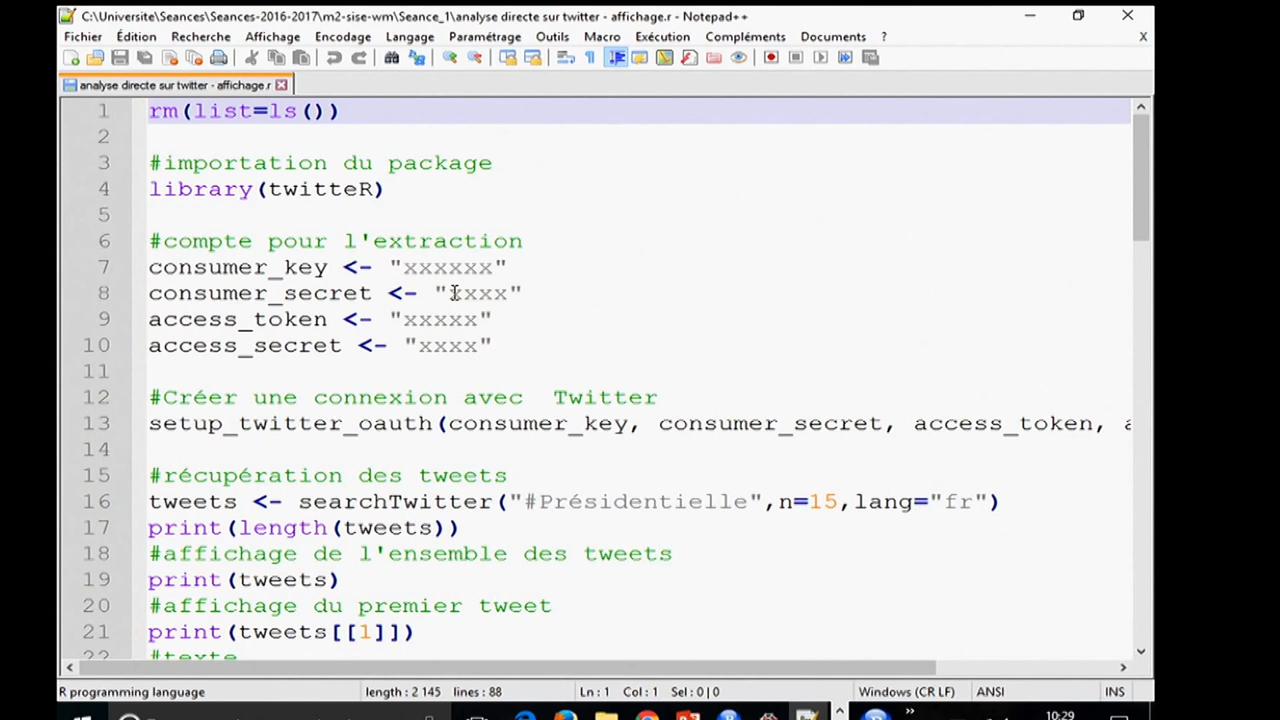 C:\Universite\Seances\Seances-2016-2017\m2-sise-wm\Seance_1\analyse directe sur twitter - affichage.r - Notepad++
Fichier Édition Recherche Affichage Encodage Langage Paramétrage Outils Macro Exécution Compléments Documents ? X
analyse directe sur twitter - affichage.r
1 rm(list=ls())
2
3 #importation du package
4 library(twitteR)
5
6 #compte pour l'extraction
7 consumer_key <- "xxxxxx"
8 consumer_secret <- "xxxx"
9 access_token <- "xxxxx"
10 access_secret <- "xxxx"
11
12 #Créer une connexion avec  Twitter
13 setup_twitter_oauth(consumer_key, consumer_secret, access_token,
14
15 #récupération des tweets
16 tweets <- searchTwitter("#Présidentielle",n=15,lang="fr")
17 print(length(tweets))
18 #affichage de l'ensemble des tweets
19 print(tweets)
20 #affichage du premier tweet
21 print(tweets[[1]])
22 #texte
R programming language length : 2 145 lines : 88 Ln : 1 Col : 1 Sel : 0 | 0 Windows (CR LF) ANSI INS
10:29